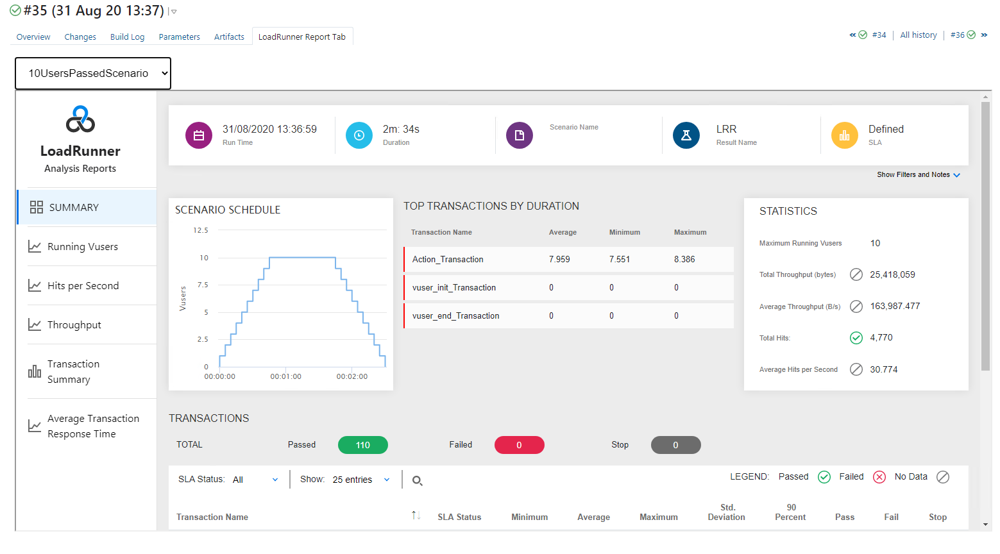 #35 (31 Aug 20 13:37)
Overview Changes Build Log Parameters Artifacts LoadRunner Report Tab
#34 All history #36
10UsersPassedScenario
LoadRunner
Analysis Reports
SUMMARY
Running Vusers
Hits per Second
Throughput
Transaction
Summary
Average Transaction
Response Time
31/08/2020 13:36:59
Run Time
2m: 34s
Duration
Scenario Name
LRR
Result Name
Defined
SLA
Show Filters and Notes
SCENARIO SCHEDULE
12.5
10
7.5
5
2.5
0
Vusers
00:00:00 00:01:00 00:02:00
TOP TRANSACTIONS BY DURATION
Transaction Name Average Minimum Maximum
Action_Transaction 7.959 7.551 8.386
vuser_init_Transaction 0 0 0
vuser_end_Transaction 0 0 0
STATISTICS
Maximum Running Vusers 10
Total Throughput (bytes) 25,418,059
Average Throughput (B/s) 163,987.477
Total Hits: 4,770
Average Hits per Second 30.774
TRANSACTIONS
TOTAL Passed 110 Failed 0 Stop 0
SLA Status: All Show: 25 entries
LEGEND: Passed Failed No Data
Transaction Name SLA Status Minimum Average Maximum Std. Deviation 90 Percent Pass Fail Stop